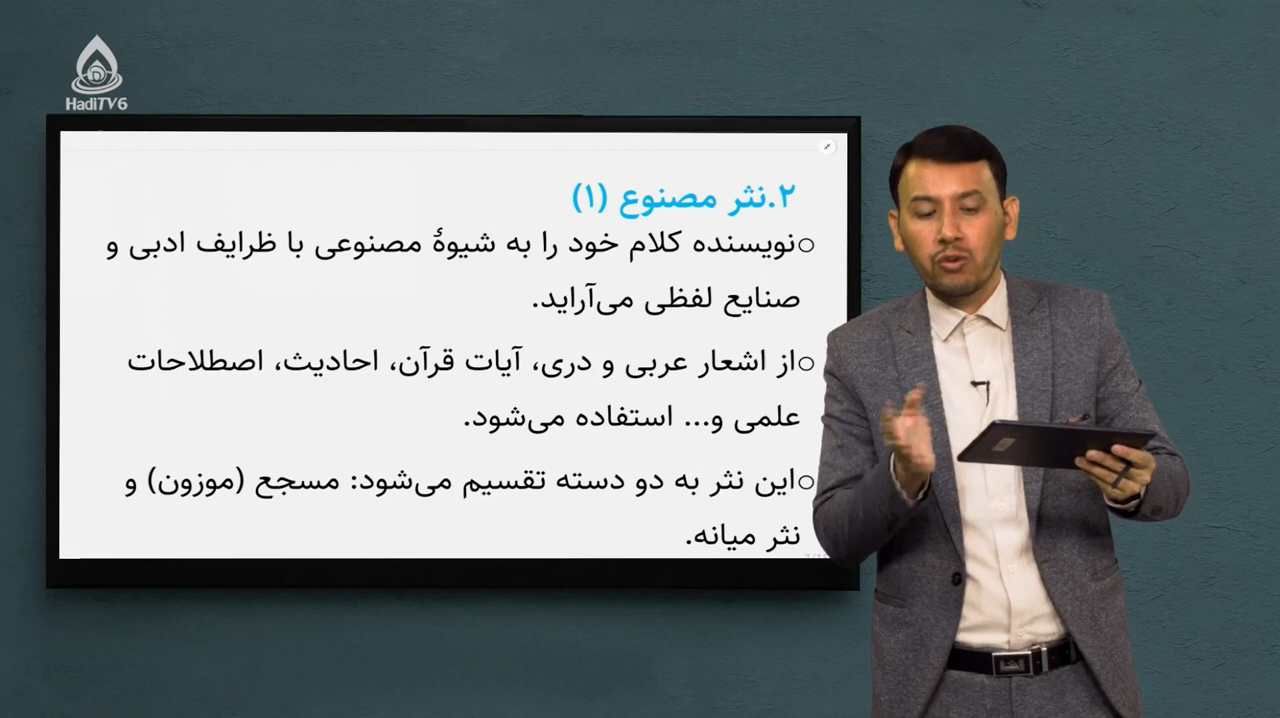 HadiTV6
۲.نثر مصنوع (۱)
○نویسنده کلام خود را به شیوهٔ مصنوعی با ظرایف ادبی و
صنایع لفظی می‌آراید.
○از اشعار عربی و دری، آیات قرآن، احادیث، اصطلاحات
علمی و... استفاده می‌شود.
○این نثر به دو دسته تقسیم می‌شود: مسجع (موزون) و
نثر میانه.